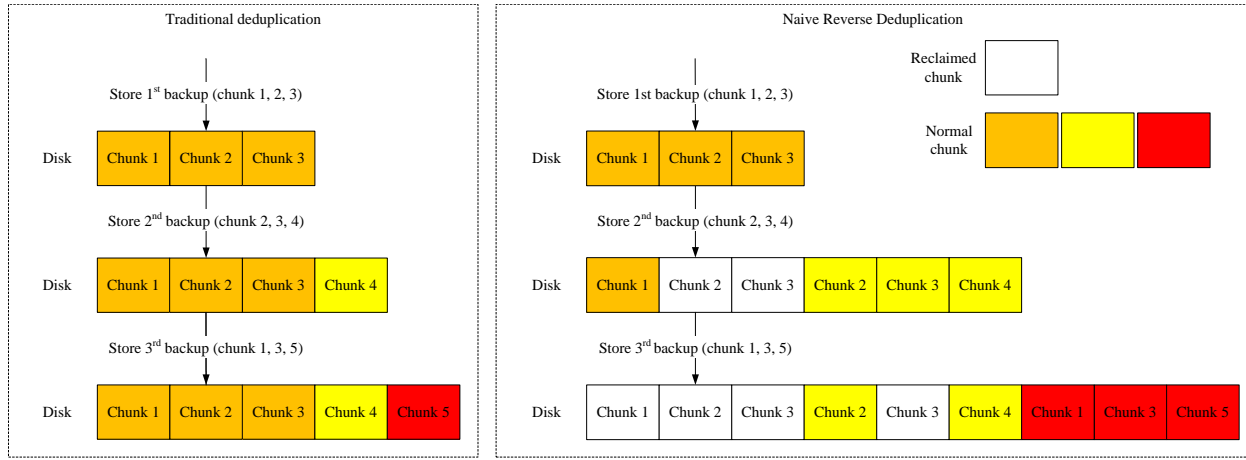 Traditional deduplication
Store 1st backup (chunk 1, 2, 3)
Disk
Chunk 1 Chunk 2 Chunk 3
Store 2nd backup (chunk 2, 3, 4)
Disk
Chunk 1 Chunk 2 Chunk 3 Chunk 4
Store 3rd backup (chunk 1, 3, 5)
Disk
Chunk 1 Chunk 2 Chunk 3 Chunk 4 Chunk 5
Naive Reverse Deduplication
Reclaimed
chunk
Normal
chunk
Store 1st backup (chunk 1, 2, 3)
Disk
Chunk 1 Chunk 2 Chunk 3
Store 2nd backup (chunk 2, 3, 4)
Disk
Chunk 1 Chunk 2 Chunk 3 Chunk 2 Chunk 3 Chunk 4
Store 3rd backup (chunk 1, 3, 5)
Disk
Chunk 1 Chunk 2 Chunk 3 Chunk 2 Chunk 3 Chunk 4 Chunk 1 Chunk 3 Chunk 5